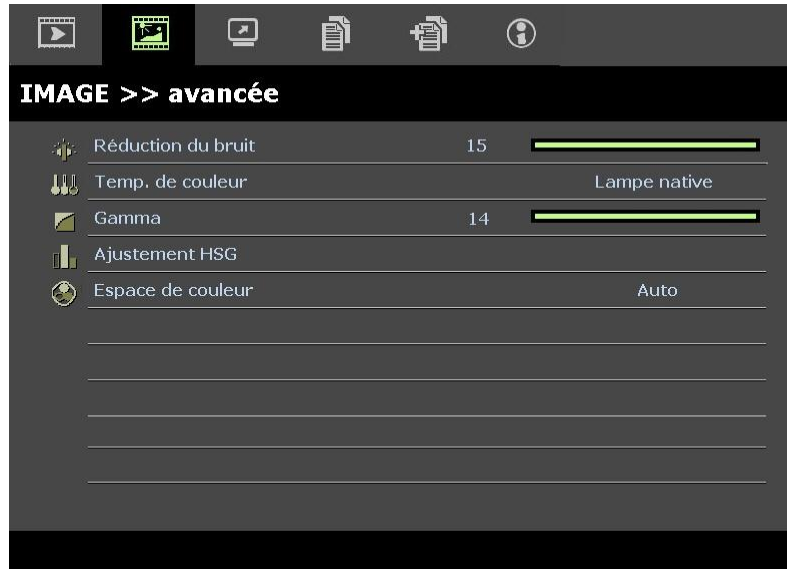 IMAGE >> avancée
Réduction du bruit 15
Temp. de couleur Lampe native
Gamma 14
Ajustement HSG
Espace de couleur Auto